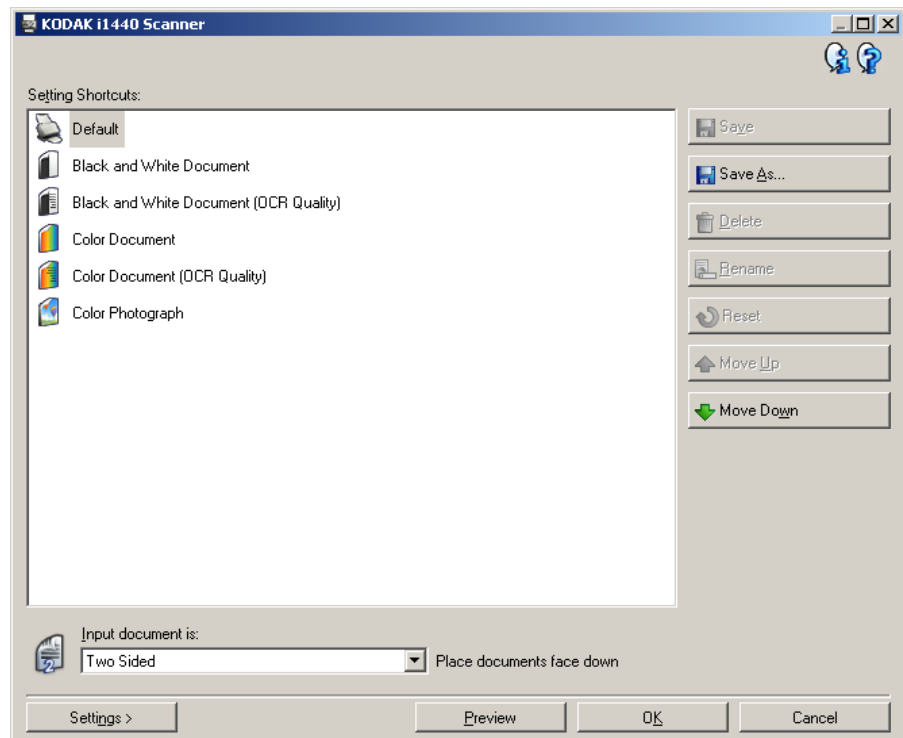 KODAK i1440 Scanner
Setting Shortcuts:
Default
Black and White Document
Black and White Document (OCR Quality)
Color Document
Color Document (OCR Quality)
Color Photograph
Save
Save As...
Delete
Rename
Reset
Move Up
Move Down
Input document is:
2
Two Sided
Place documents face down
Settings >
Preview
OK
Cancel